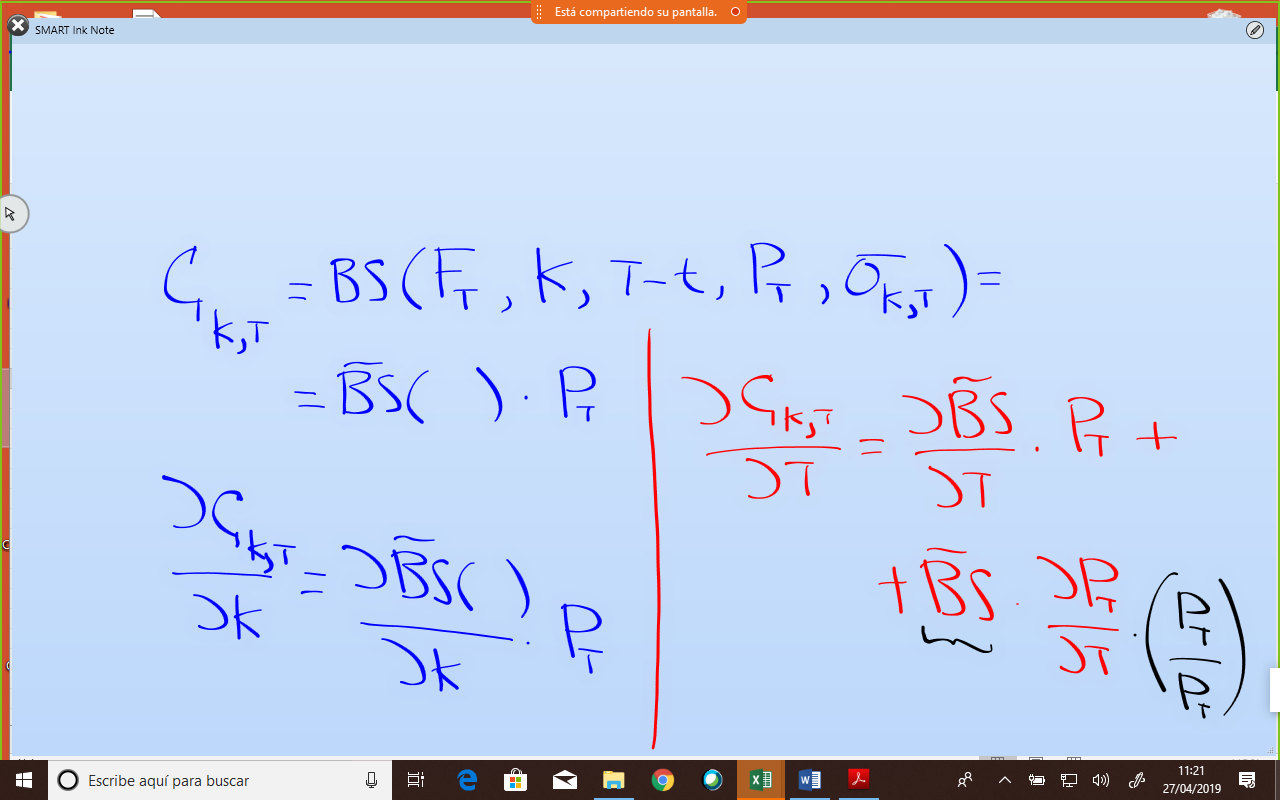 Está compartiendo su pantalla.
SMART Ink Note
C_{K,T} = BS(F_T, K, T-t, P_T, σ_{K,T}) =
= B̃S( ) · P_T
∂C_{K,T}/∂K = ∂B̃S( )/∂K · P_T
∂C_{K,T}/∂T = ∂B̃S/∂T · P_T +
+ B̃S · ∂P_T/∂T · (P_T/P_T)
Escribe aquí para buscar
11:21
27/04/2019